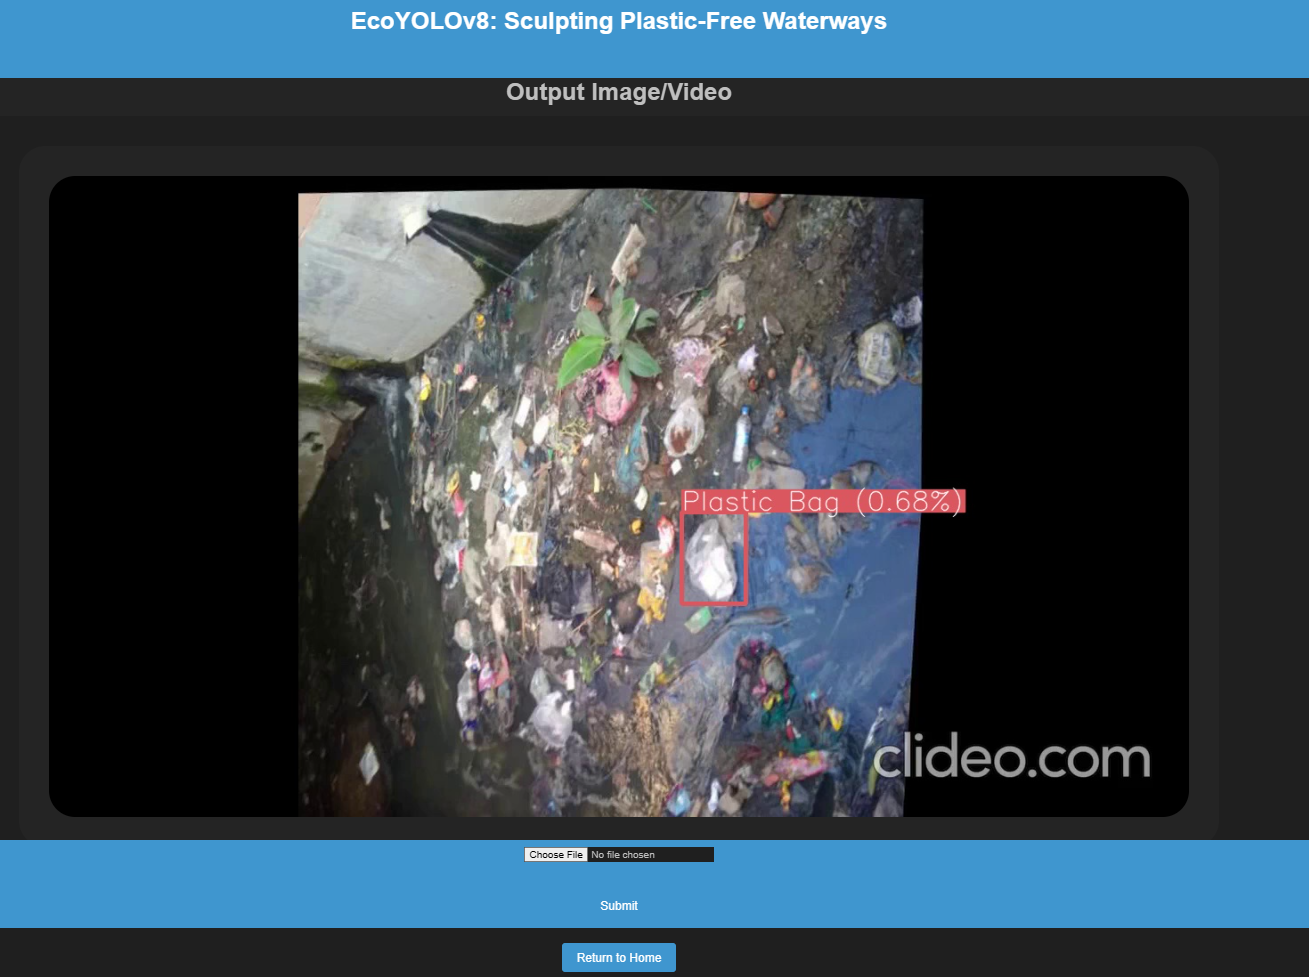 EcoYOLOv8: Sculpting Plastic-Free Waterways
Output Image/Video
Plastic Bag (0.68%)
clideo.com
Choose File No file chosen
Submit
Return to Home